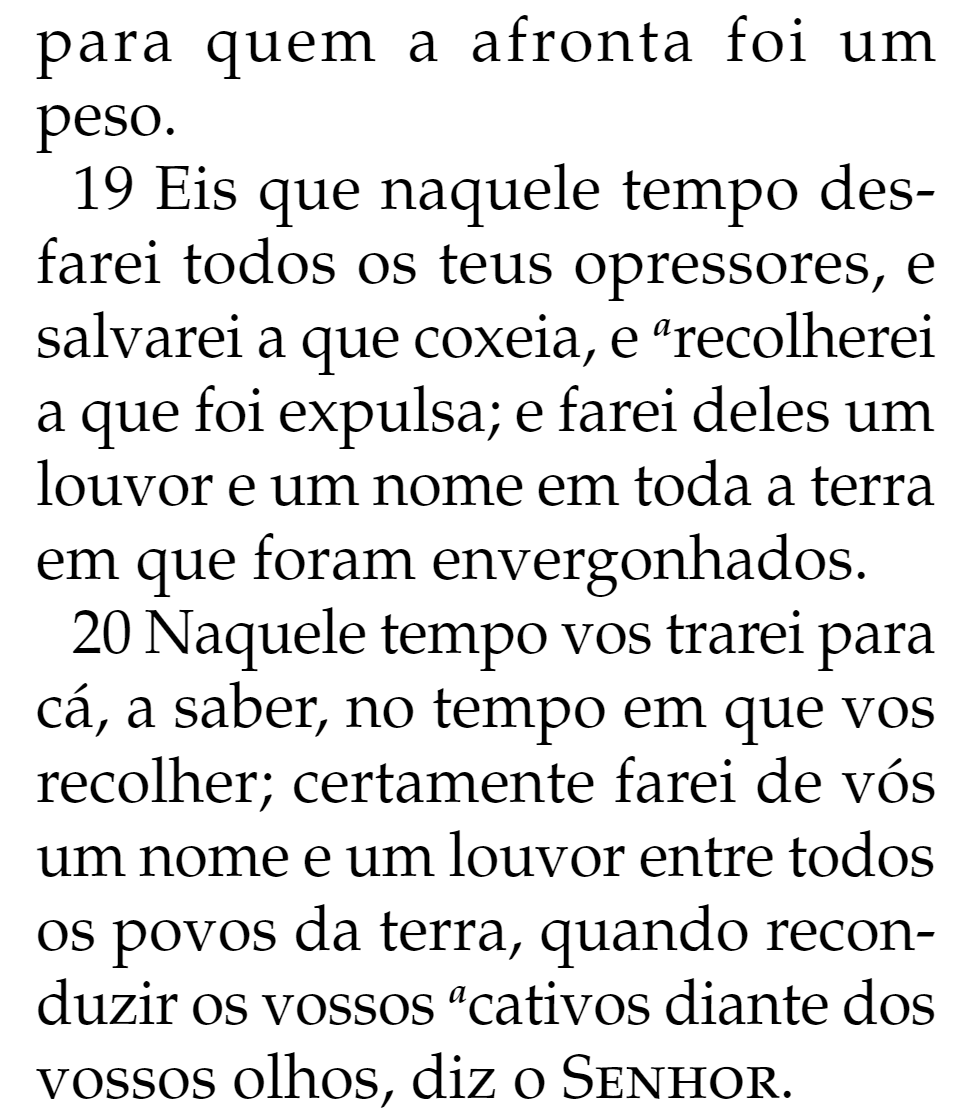 para quem a afronta foi um
peso.
19 Eis que naquele tempo des-
farei todos os teus opressores, e
salvarei a que coxeia, e ᵃrecolherei
a que foi expulsa; e farei deles um
louvor e um nome em toda a terra
em que foram envergonhados.
20 Naquele tempo vos trarei para
cá, a saber, no tempo em que vos
recolher; certamente farei de vós
um nome e um louvor entre todos
os povos da terra, quando recon-
duzir os vossos ᵃcativos diante dos
vossos olhos, diz o SENHOR.